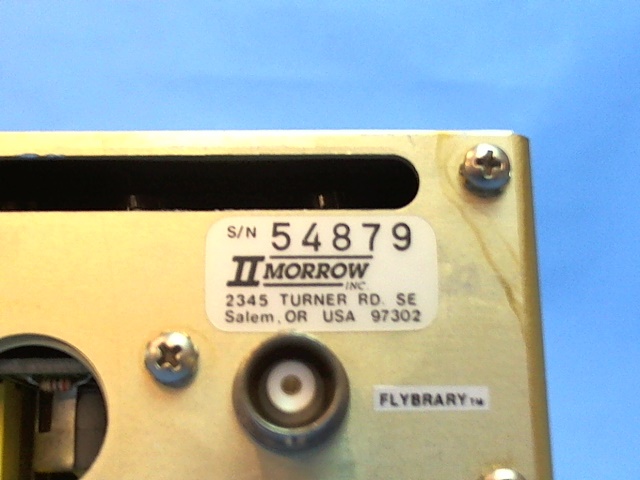 S/N 54879
II MORROW
INC.
2345 TURNER RD. SE
Salem, OR USA 97302
FLYBRARY™